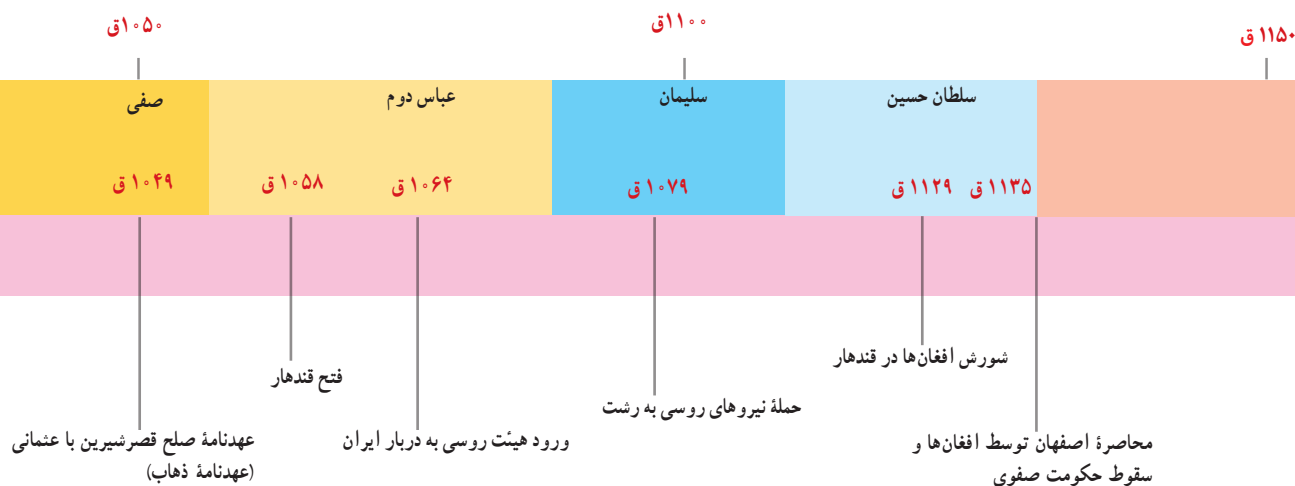 ۱۰۵۰ق
۱۱۰۰ق
۱۱۵۰ ق
صفی
عباس دوم
سلیمان
سلطان حسین
۱۰۴۹ ق
۱۰۵۸ ق
۱۰۶۴ ق
۱۰۷۹ ق
۱۱۲۹ ق
۱۱۳۵ ق
عهدنامهٔ صلح قصرشیرین با عثمانی
(عهدنامهٔ ذهاب)
فتح قندهار
ورود هیئت روسی به دربار ایران
حملهٔ نیروهای روسی به رشت
شورش افغان‌ها در قندهار
محاصرهٔ اصفهان توسط افغان‌ها و
سقوط حکومت صفوی